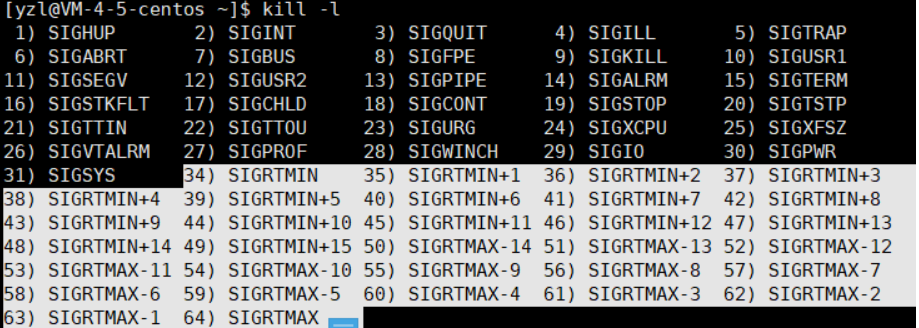 [yzl@VM-4-5-centos ~]$ kill -l
 1) SIGHUP       2) SIGINT       3) SIGQUIT      4) SIGILL       5) SIGTRAP
 6) SIGABRT      7) SIGBUS       8) SIGFPE       9) SIGKILL     10) SIGUSR1
11) SIGSEGV     12) SIGUSR2     13) SIGPIPE     14) SIGALRM     15) SIGTERM
16) SIGSTKFLT   17) SIGCHLD     18) SIGCONT     19) SIGSTOP     20) SIGTSTP
21) SIGTTIN     22) SIGTTOU     23) SIGURG      24) SIGXCPU     25) SIGXFSZ
26) SIGVTALRM   27) SIGPROF     28) SIGWINCH    29) SIGIO       30) SIGPWR
31) SIGSYS      34) SIGRTMIN    35) SIGRTMIN+1  36) SIGRTMIN+2  37) SIGRTMIN+3
38) SIGRTMIN+4  39) SIGRTMIN+5  40) SIGRTMIN+6  41) SIGRTMIN+7  42) SIGRTMIN+8
43) SIGRTMIN+9  44) SIGRTMIN+10 45) SIGRTMIN+11 46) SIGRTMIN+12 47) SIGRTMIN+13
48) SIGRTMIN+14 49) SIGRTMIN+15 50) SIGRTMAX-14 51) SIGRTMAX-13 52) SIGRTMAX-12
53) SIGRTMAX-11 54) SIGRTMAX-10 55) SIGRTMAX-9  56) SIGRTMAX-8  57) SIGRTMAX-7
58) SIGRTMAX-6  59) SIGRTMAX-5  60) SIGRTMAX-4  61) SIGRTMAX-3  62) SIGRTMAX-2
63) SIGRTMAX-1  64) SIGRTMAX